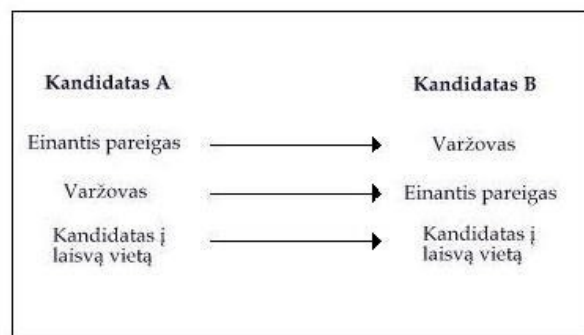 Kandidatas A
Kandidatas B
Einantis pareigas
Varžovas
Varžovas
Einantis pareigas
Kandidatas į
laisvą vietą
Kandidatas į
laisvą vietą